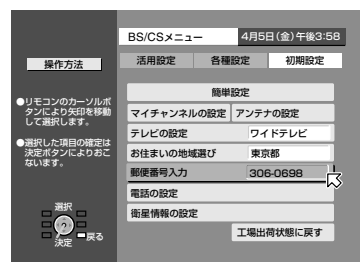 BS/CSメニュー 4月5日(金)午後3:58
操作方法
●リモコンのカーソルボ
タンにより矢印を移動
して選択します。
●選択した項目の確定は
決定ボタンによりおこ
ないます。
選択
戻る
決定
活用設定 各種設定 初期設定
簡単設定
マイチャンネルの設定 アンテナの設定
テレビの設定 ワイドテレビ
お住まいの地域選び 東京都
郵便番号入力 306-0698
電話の設定
衛星情報の設定
工場出荷状態に戻す